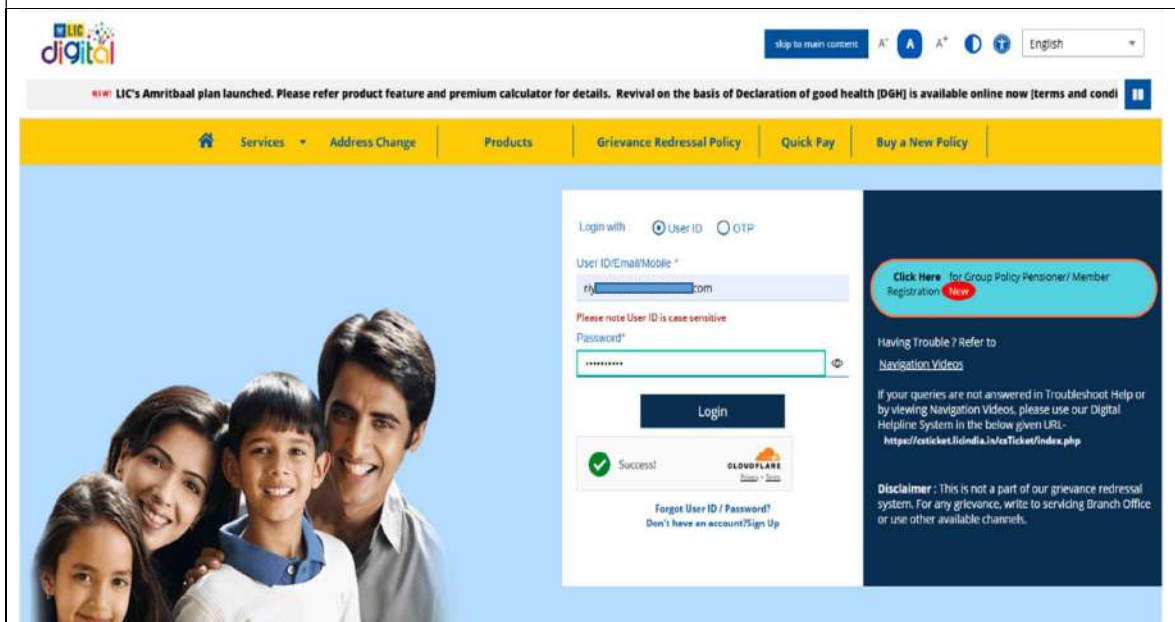 LIC
digital
skip to main content
A-
A
A+
English
NEW! LIC's Amritbaal plan launched. Please refer product feature and premium calculator for details. Revival on the basis of Declaration of good health [DGH] is available online now [terms and condi
Services
Address Change
Products
Grievance Redressal Policy
Quick Pay
Buy a New Policy
Login with
User ID
OTP
User ID/Email/Mobile *
riy
com
Please note User ID is case sensitive
Password*
Login
Success!
CLOUDFLARE
Privacy • Terms
Forgot User ID / Password?
Don't have an account?Sign Up
Click Here for Group Policy Pensioner/ Member
Registration New
Having Trouble ? Refer to
Navigation Videos
If your queries are not answered in Troubleshoot Help or
by viewing Navigation Videos, please use our Digital
Helpline System in the below given URL-
https://csticket.licindia.in/csTicket/index.php
Disclaimer : This is not a part of our grievance redressal
system. For any grievance, write to servicing Branch Office
or use other available channels.